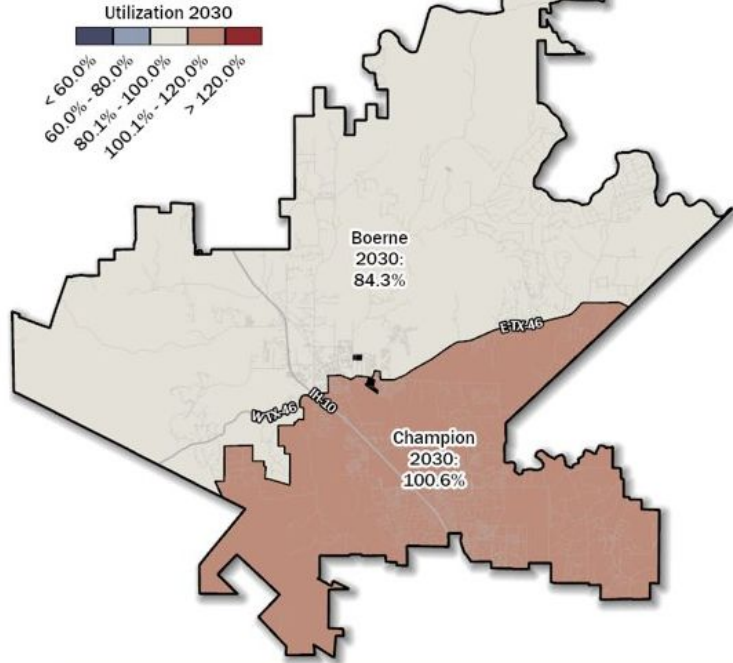 Utilization 2030
< 60.0%
60.0% - 80.0%
80.1% - 100.0%
100.1% - 120.0%
> 120.0%
Boerne
2030:
84.3%
E-TX-46
W-TX-46
IH-10
Champion
2030:
100.6%